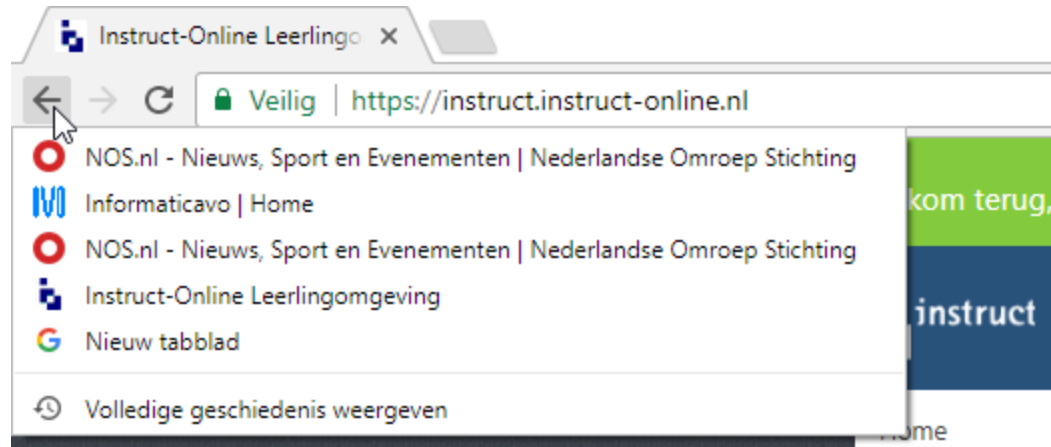 Instruct-Online Leerlingo
Veilig | https://instruct.instruct-online.nl
NOS.nl - Nieuws, Sport en Evenementen | Nederlandse Omroep Stichting
Informaticavo | Home
NOS.nl - Nieuws, Sport en Evenementen | Nederlandse Omroep Stichting
Instruct-Online Leerlingomgeving
Nieuw tabblad
Volledige geschiedenis weergeven
kom terug,
instruct
Home